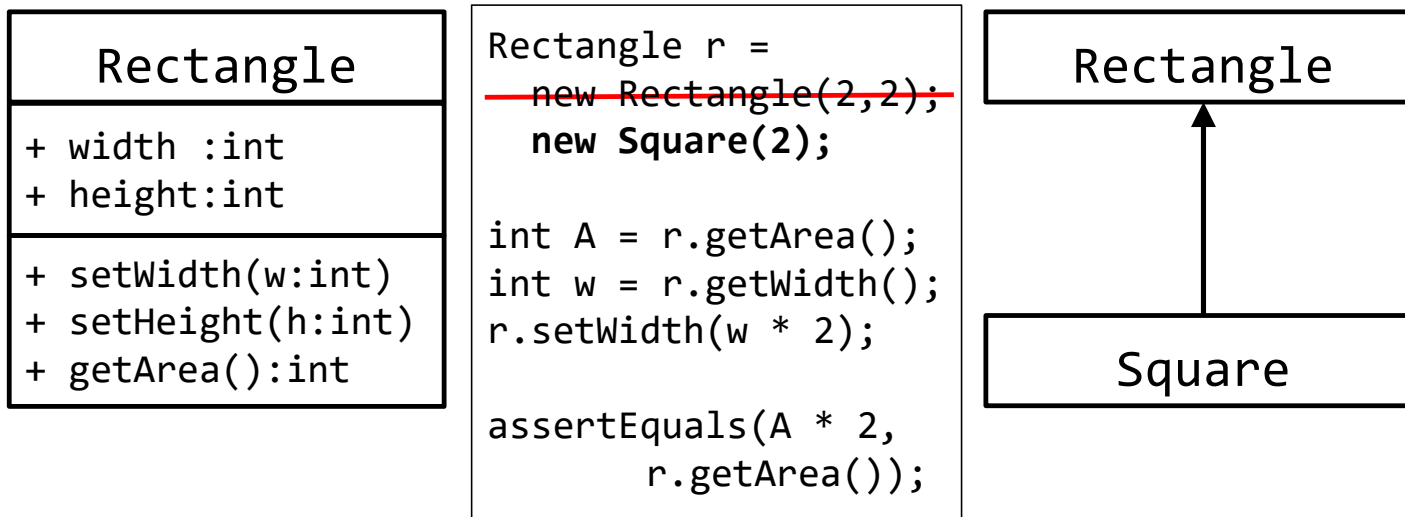 Rectangle
+ width :int
+ height:int
+ setWidth(w:int)
+ setHeight(h:int)
+ getArea():int
Rectangle r =
new Rectangle(2,2);
new Square(2);
int A = r.getArea();
int w = r.getWidth();
r.setWidth(w * 2);
assertEquals(A * 2,
r.getArea());
Rectangle
Square